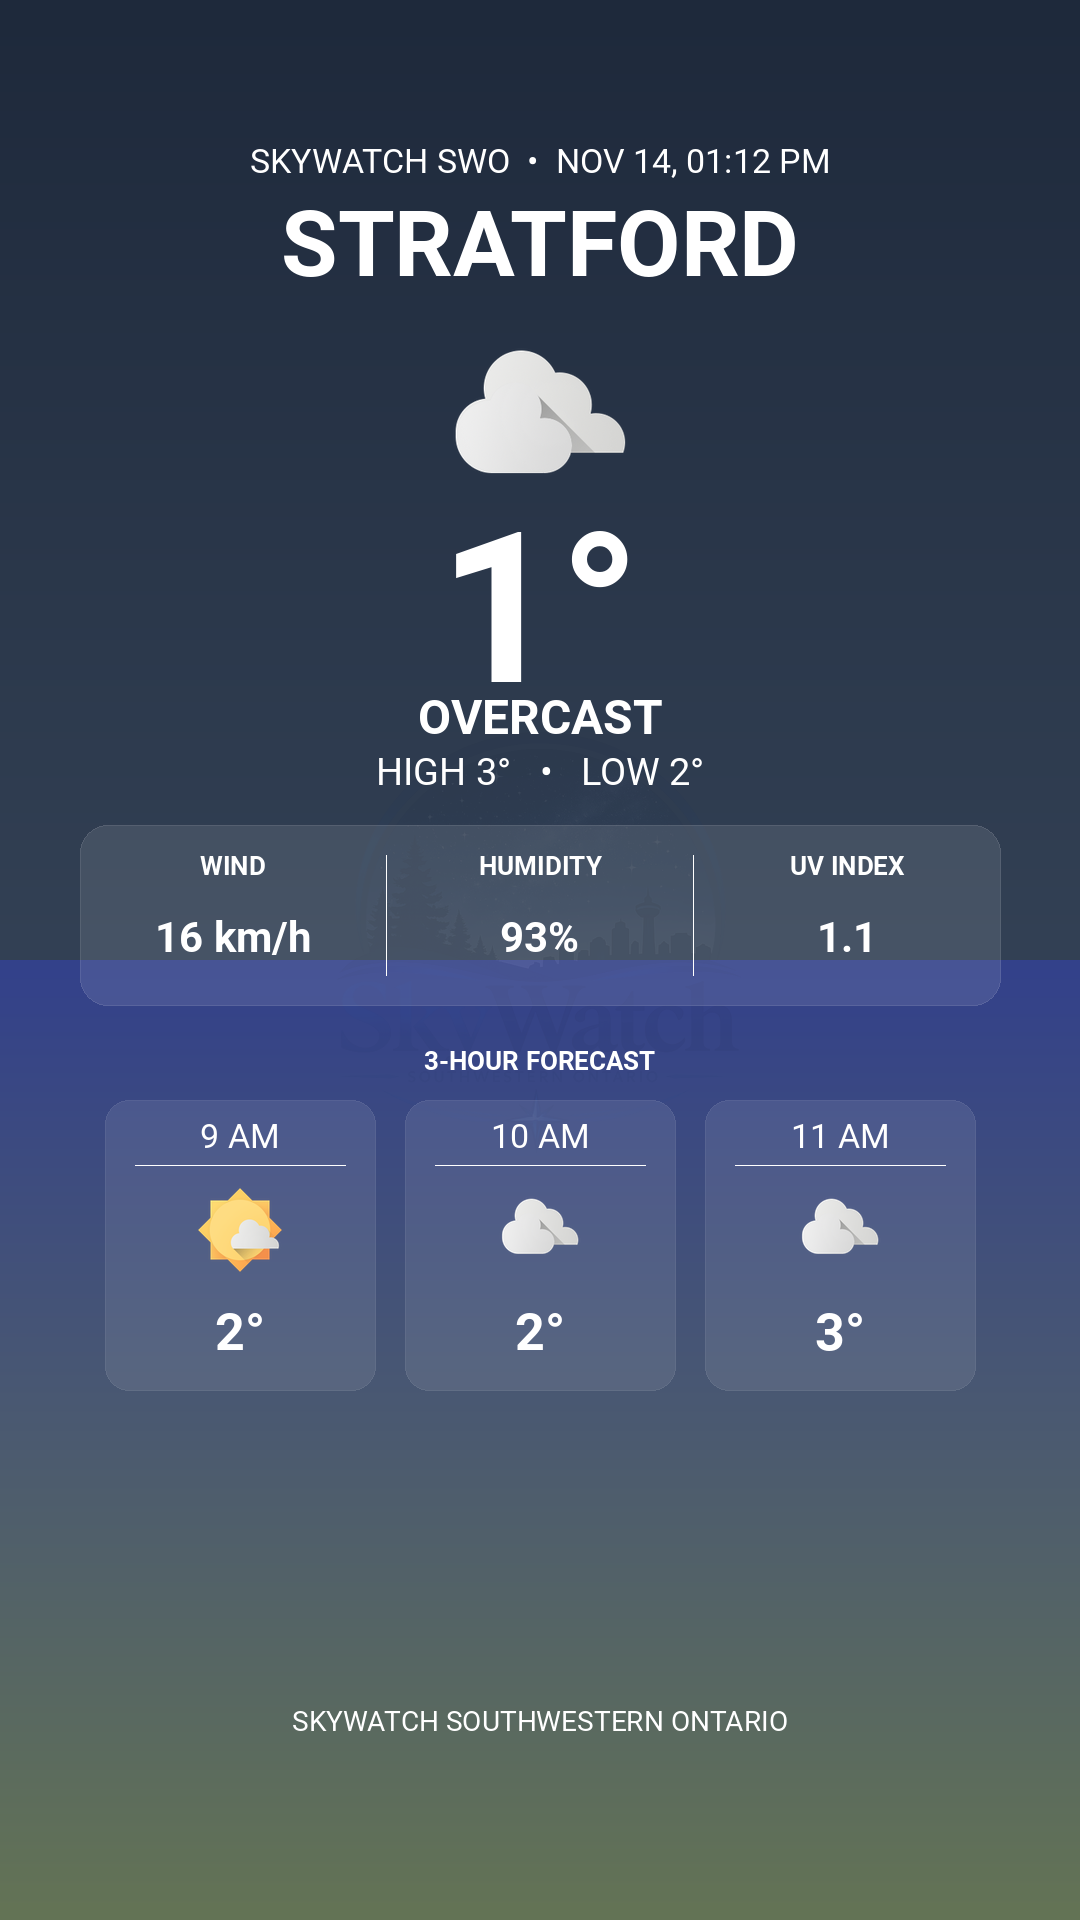 SKYWATCH SWO • NOV 14, 01:12 PM
STRATFORD
1°
OVERCAST
HIGH 3° • LOW 2°
WIND HUMIDITY UV INDEX
16 km/h 93% 1.1
SkyWatch
3-HOUR FORECAST
9 AM 10 AM 11 AM
2° 2° 3°
SKYWATCH SOUTHWESTERN ONTARIO